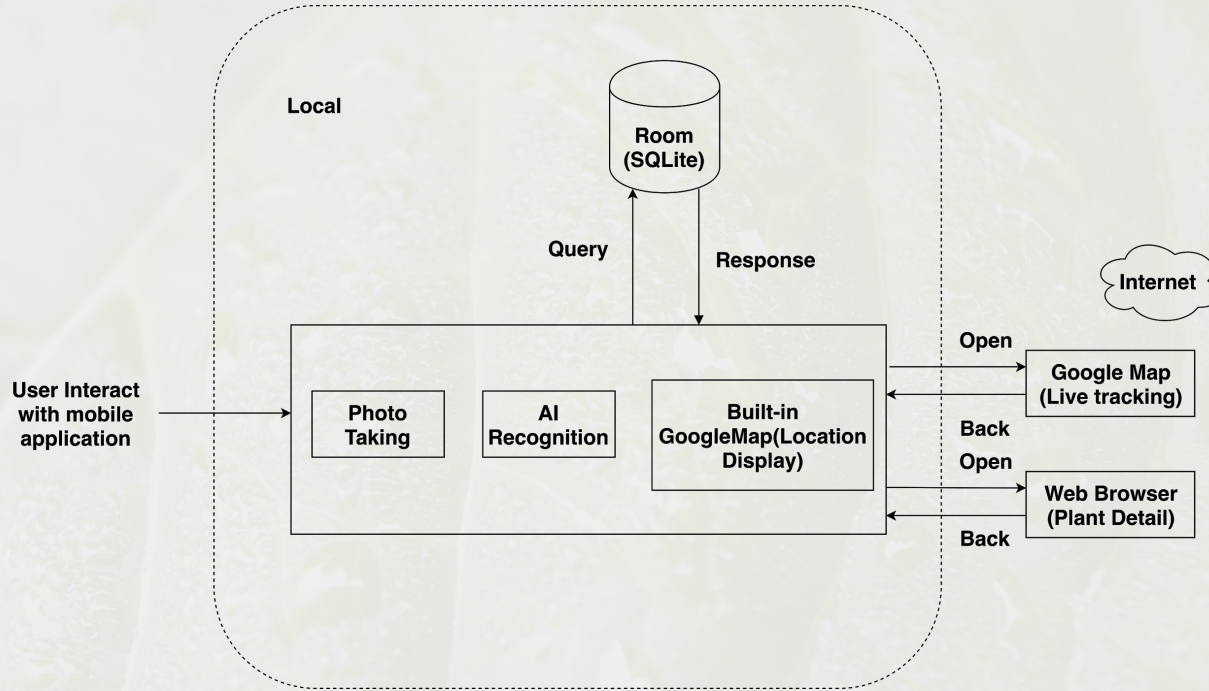 Local
Room
(SQLite)
Query
Response
Internet
User Interact
with mobile
application
Photo
Taking
AI
Recognition
Built-in
GoogleMap(Location
Display)
Open
Google Map
(Live tracking)
Back
Open
Web Browser
(Plant Detail)
Back